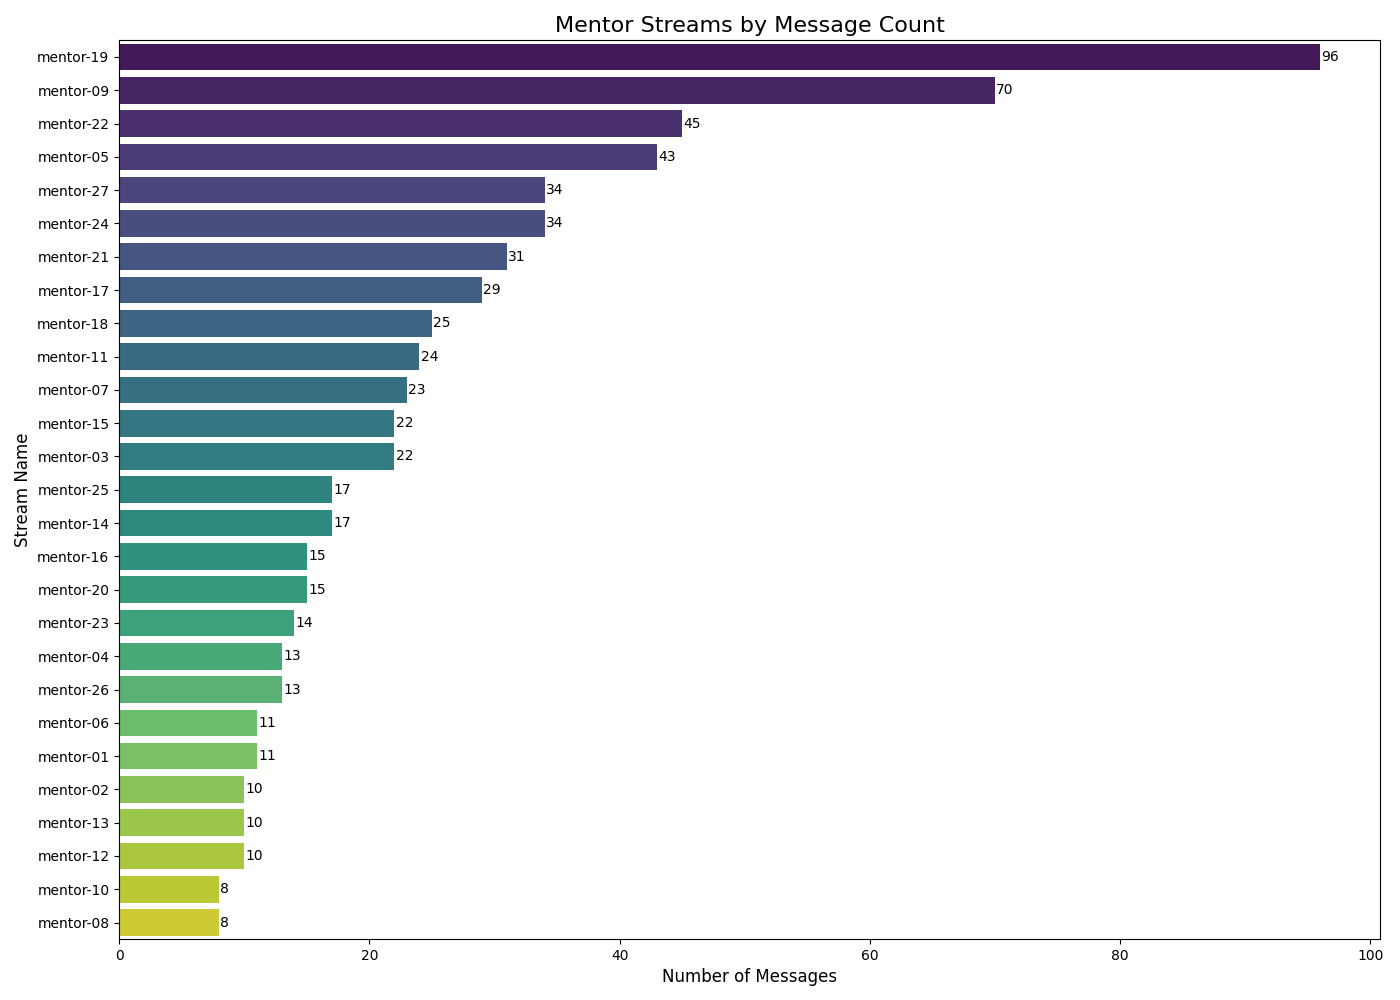 Mentor Streams by Message Count
Stream Name
mentor-19 96
mentor-09 70
mentor-22 45
mentor-05 43
mentor-27 34
mentor-24 34
mentor-21 31
mentor-17 29
mentor-18 25
mentor-11 24
mentor-07 23
mentor-15 22
mentor-03 22
mentor-25 17
mentor-14 17
mentor-16 15
mentor-20 15
mentor-23 14
mentor-04 13
mentor-26 13
mentor-06 11
mentor-01 11
mentor-02 10
mentor-13 10
mentor-12 10
mentor-10 8
mentor-08 8
0 20 40 60 80 100
Number of Messages